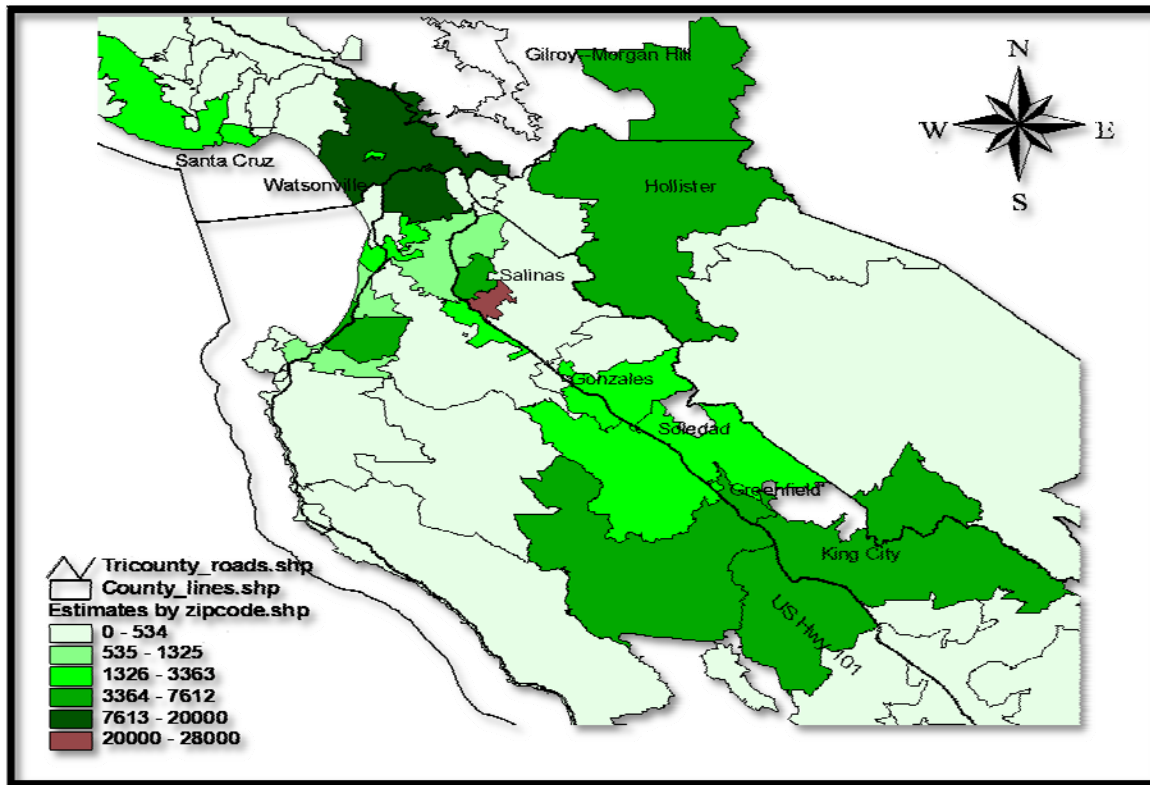 Gilroy--Morgan Hill
N
W
E
S
Santa Cruz
Watsonville
Hollister
Salinas
Gonzales
Soledad
Greenfield
King City
US Hwy 101
Tricounty_roads.shp
County_lines.shp
Estimates by zipcode.shp
0 - 534
535 - 1325
1326 - 3363
3364 - 7612
7613 - 20000
20000 - 28000